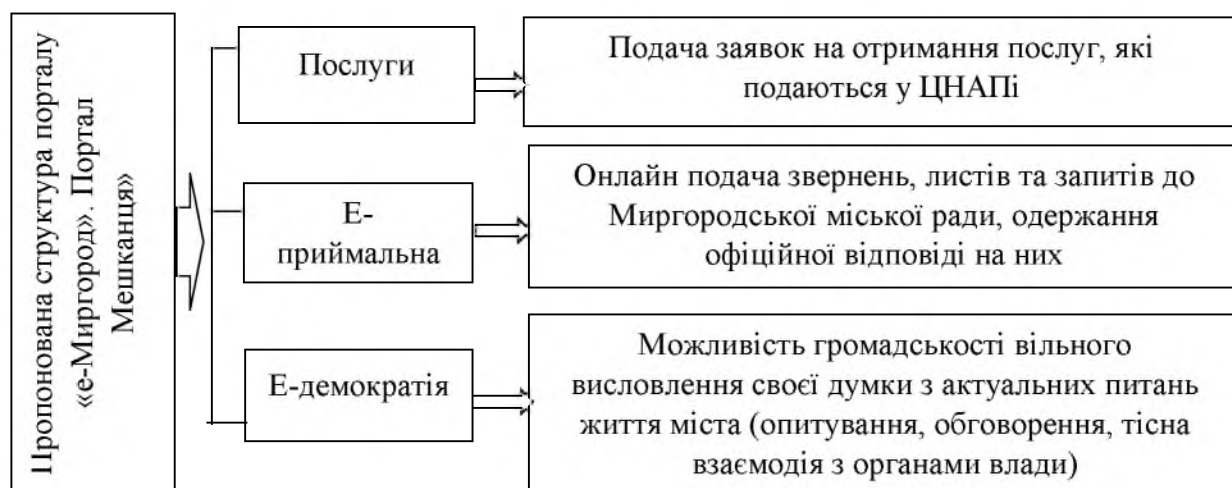 Пропонована структура порталу
«е-Миргород». Портал
Мешканця»
Послуги
Подача заявок на отримання послуг, які
подаються у ЦНАПі
Е-
приймальна
Онлайн подача звернень, листів та запитів до
Миргородської міської ради, одержання
офіційної відповіді на них
Е-демократія
Можливість громадськості вільного
висловлення своєї думки з актуальних питань
життя міста (опитування, обговорення, тісна
взаємодія з органами влади)